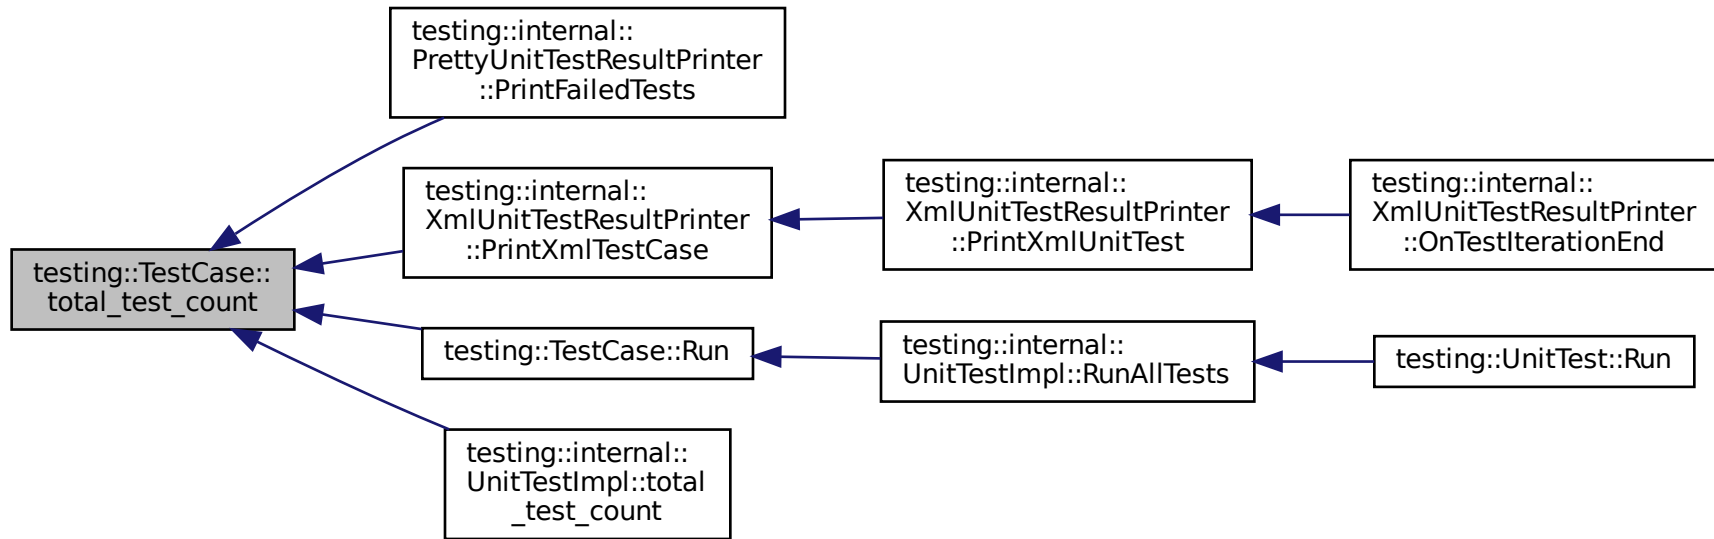 testing::internal::
PrettyUnitTestResultPrinter
::PrintFailedTests
testing::internal::
XmlUnitTestResultPrinter
::PrintXmlTestCase
testing::internal::
XmlUnitTestResultPrinter
::PrintXmlUnitTest
testing::internal::
XmlUnitTestResultPrinter
::OnTestIterationEnd
testing::TestCase::
total_test_count
testing::TestCase::Run
testing::internal::
UnitTestImpl::RunAllTests
testing::UnitTest::Run
testing::internal::
UnitTestImpl::total
_test_count